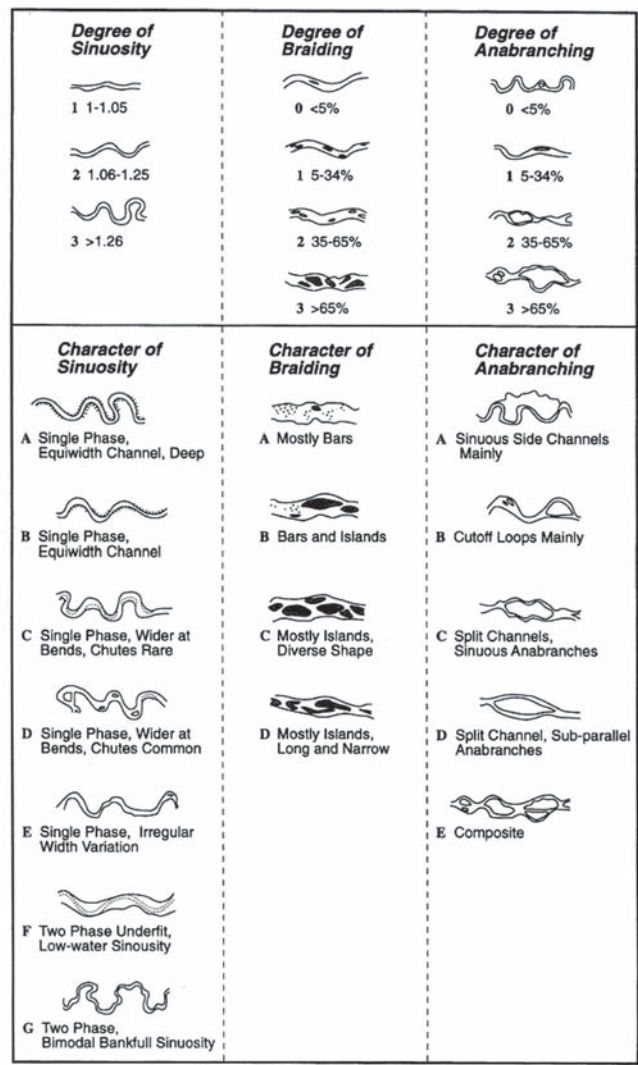 Degree of
Sinuosity
1 1-1.05
2 1.06-1.25
3 >1.26
Degree of
Braiding
0 <5%
1 5-34%
2 35-65%
3 >65%
Degree of
Anabranching
0 <5%
1 5-34%
2 35-65%
3 >65%
Character of
Sinuosity
A Single Phase,
Equiwidth Channel, Deep
B Single Phase,
Equiwidth Channel
C Single Phase, Wider at
Bends, Chutes Rare
D Single Phase, Wider at
Bends, Chutes Common
E Single Phase, Irregular
Width Variation
F Two Phase Underfit,
Low-water Sinousity
G Two Phase,
Bimodal Bankfull Sinuosity
Character of
Braiding
A Mostly Bars
B Bars and Islands
C Mostly Islands,
Diverse Shape
D Mostly Islands,
Long and Narrow
Character of
Anabranching
A Sinuous Side Channels
Mainly
B Cutoff Loops Mainly
C Split Channels,
Sinuous Anabranches
D Split Channel, Sub-parallel
Anabranches
E Composite